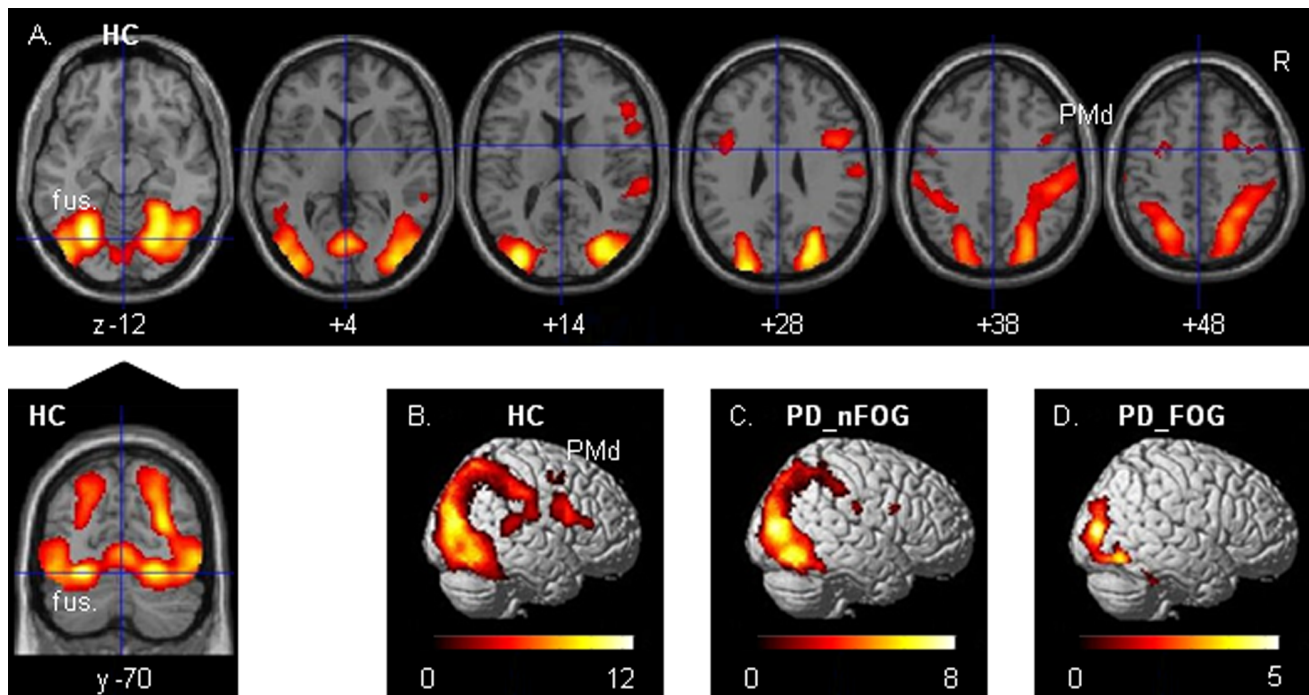 A. HC
R
PMd
fus.
z -12 +4 +14 +28 +38 +48
HC
fus.
y -70
B. HC
PMd
0 12
C. PD_nFOG
0 8
D. PD_FOG
0 5